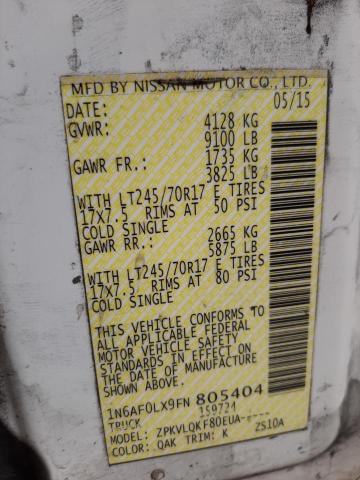 MFD BY NISSAN MOTOR CO., LTD.
DATE: 05/15
GVWR: 4128 KG
9100 LB
GAWR FR.: 1735 KG
3825 LB
WITH LT245/70R17 E TIRES
17X7.5 RIMS AT 50 PSI
COLD SINGLE
GAWR RR.: 2665 KG
5875 LB
WITH LT245/70R17 E TIRES
17X7.5 RIMS AT 80 PSI
COLD SINGLE
THIS VEHICLE CONFORMS TO
ALL APPLICABLE FEDERAL
MOTOR VEHICLE SAFETY
STANDARDS IN EFFECT ON
THE DATE OF MANUFACTURE
SHOWN ABOVE.
1N6AF0LX9FN 805404
TRUCK 1S9724
MODEL: ZPKVLQKF80EUA-----
COLOR: QAK TRIM: K ZS10A